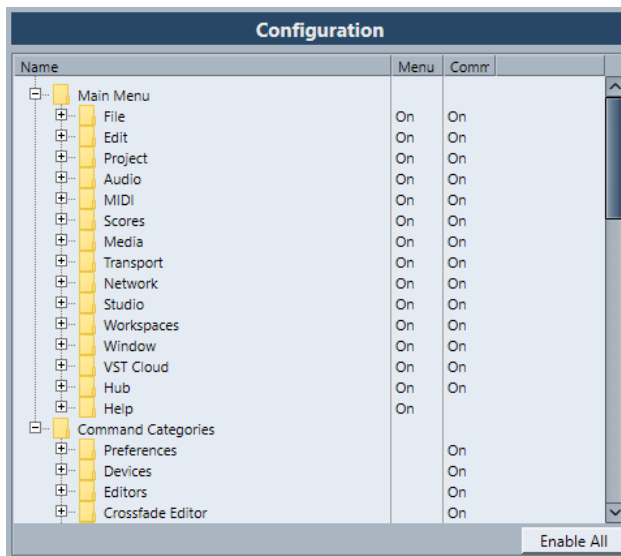 Configuration
Name Menu Comm
Main Menu
File On On
Edit On On
Project On On
Audio On On
MIDI On On
Scores On On
Media On On
Transport On On
Network On On
Studio On On
Workspaces On On
Window On On
VST Cloud On On
Hub On On
Help On
Command Categories
Preferences On
Devices On
Editors On
Crossfade Editor On
Enable All